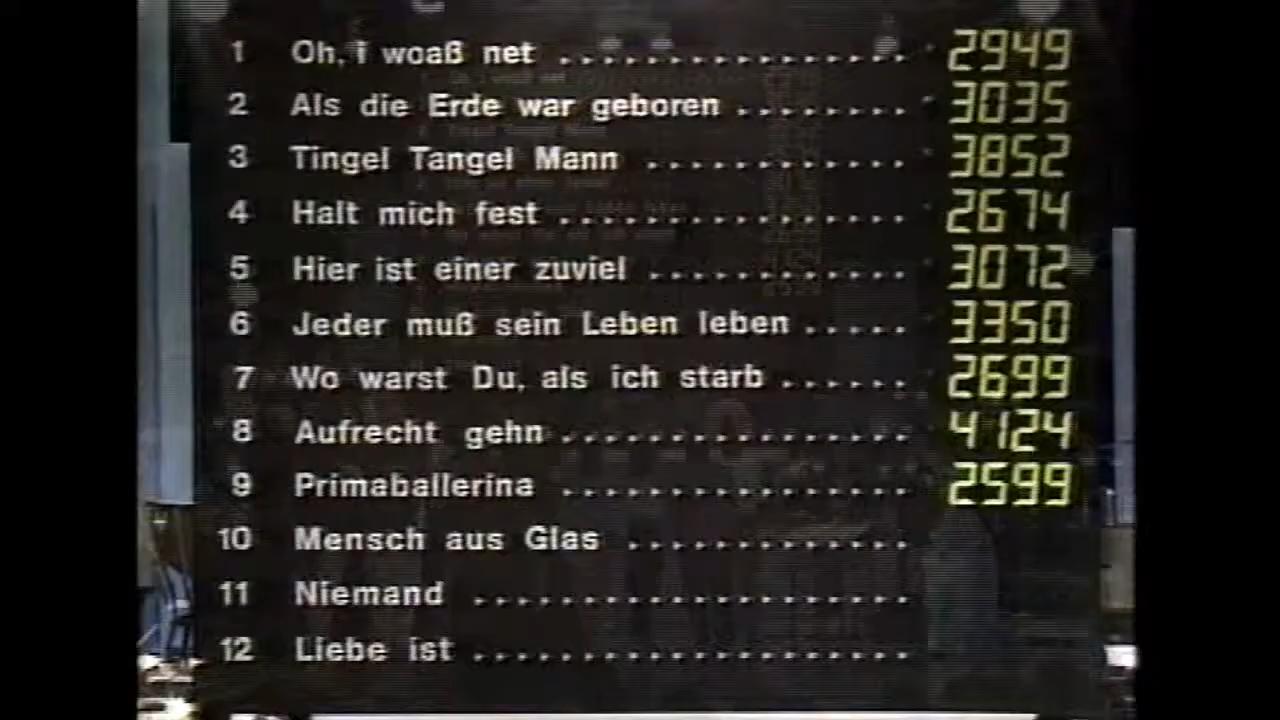 1 Oh, i woaß net ................ 2949
2 Als die Erde war geboren ........ 3035
3 Tingel Tangel Mann ............ 3852
4 Halt mich fest ................ 2674
5 Hier ist einer zuviel ............ 3072
6 Jeder muß sein Leben leben ..... 3350
7 Wo warst Du, als ich starb ...... 2699
8 Aufrecht gehn ................ 4124
9 Primaballerina ................ 2599
10 Mensch aus Glas .............
11 Niemand ....................
12 Liebe ist ....................